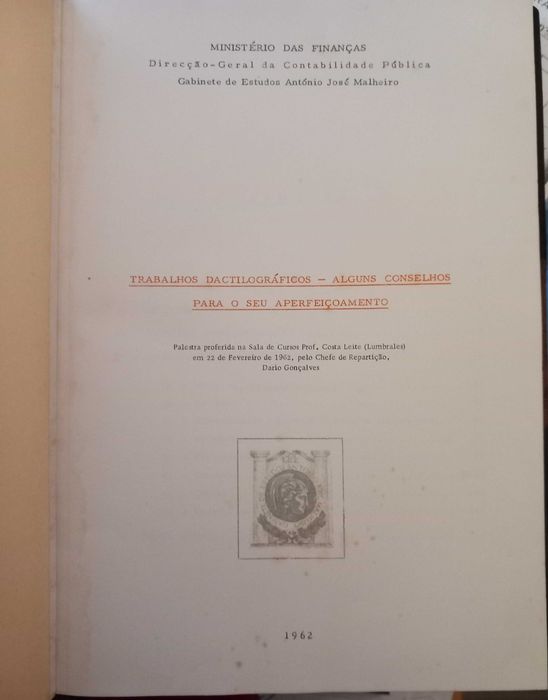 MINISTÉRIO DAS FINANÇAS
Direcção-Geral da Contabilidade Pública
Gabinete de Estudos António José Malheiro
TRABALHOS DACTILOGRÁFICOS — ALGUNS CONSELHOS
PARA O SEU APERFEIÇOAMENTO
Palestra proferida na Sala de Cursos Prof. Costa Leite (Lumbrales)
em 22 de Fevereiro de 1962, pelo Chefe de Repartição,
Dario Gonçalves
1962